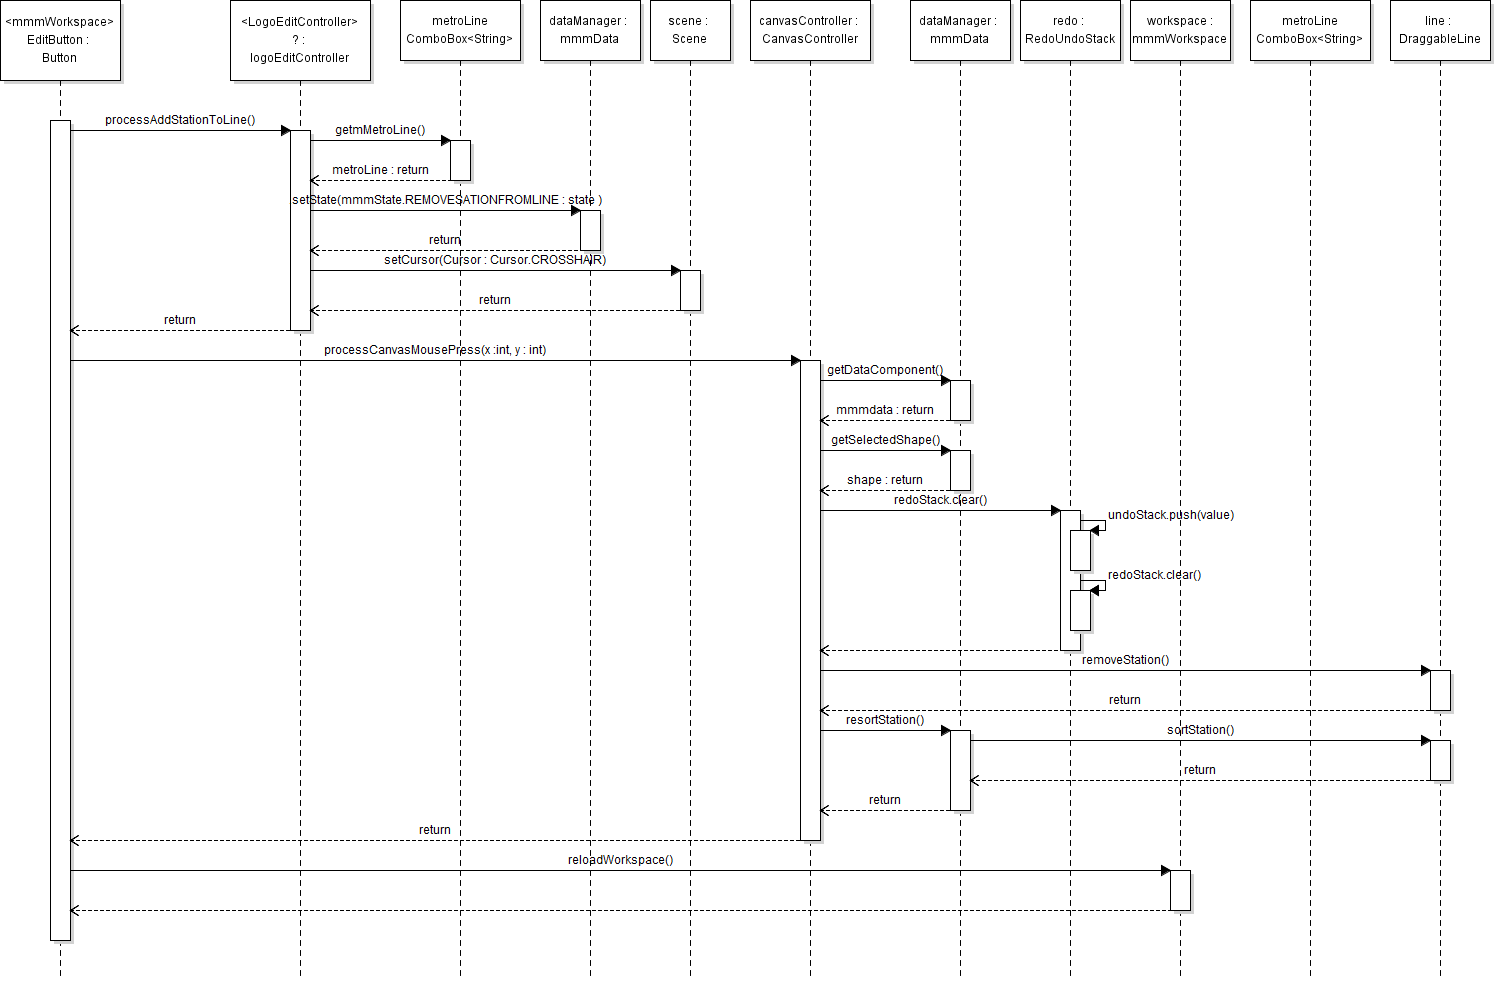 <mmmWorkspace>
EditButton :
Button
<LogoEditController>
? :
logoEditController
metroLine
ComboBox<String>
dataManager :
mmmData
scene :
Scene
canvasController :
CanvasController
dataManager :
mmmData
redo :
RedoUndoStack
workspace :
mmmWorkspace
metroLine
ComboBox<String>
line :
DraggableLine
processAddStationToLine()
getmMetroLine()
metroLine : return
setState(mmmState.REMOVESATIONFROMLINE : state )
return
setCursor(Cursor : Cursor.CROSSHAIR)
return
return
processCanvasMousePress(x :int, y : int)
getDataComponent()
mmmdata : return
getSelectedShape()
shape : return
redoStack.clear()
undoStack.push(value)
redoStack.clear()
removeStation()
return
resortStation()
sortStation()
return
return
return
reloadWorkspace()